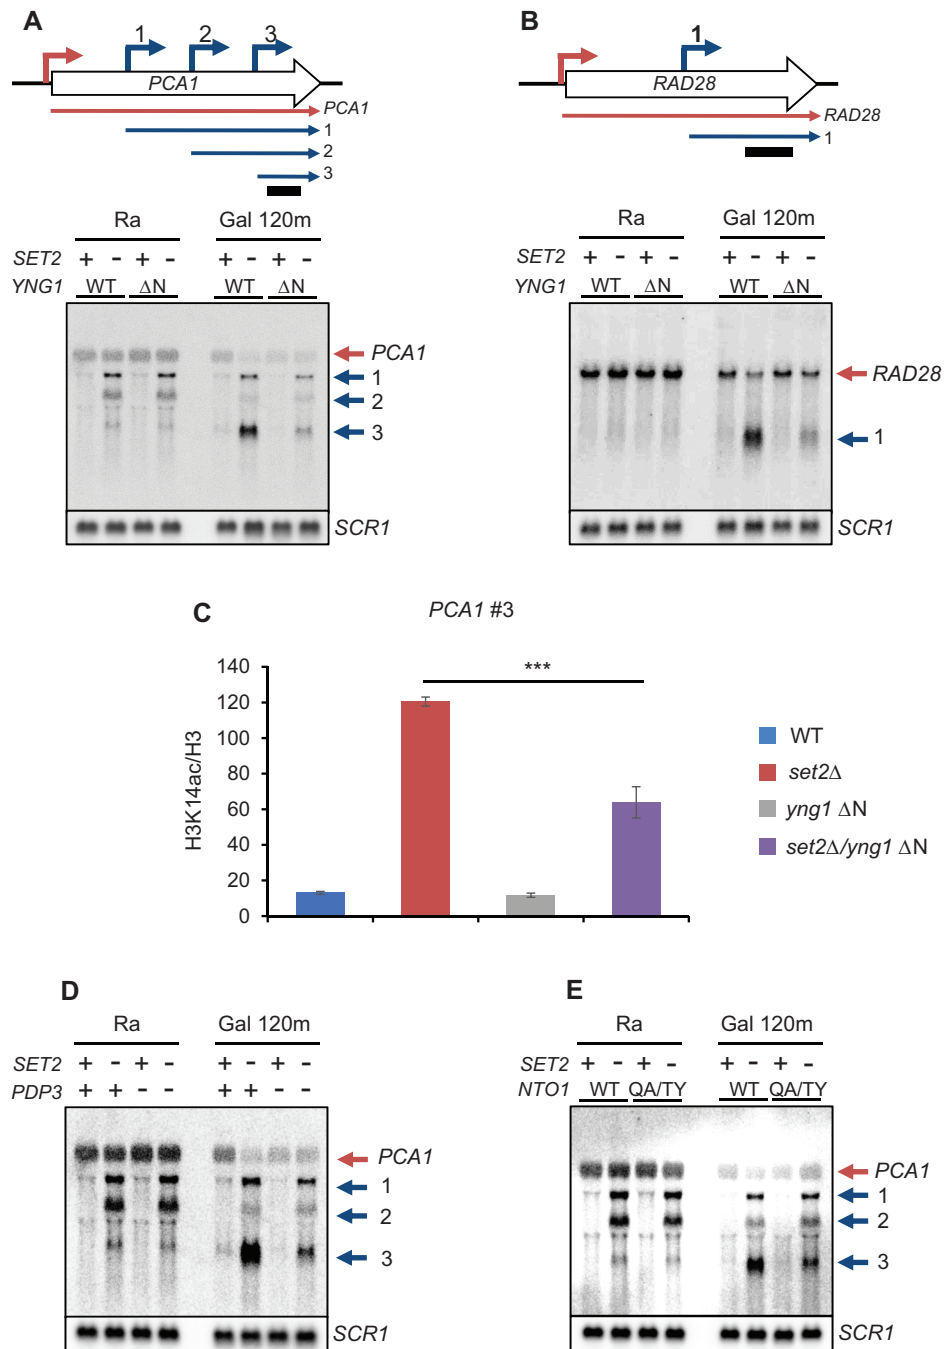 A
1 2 3
PCA1
PCA1
1
2
3
Ra Gal 120m
SET2 + - + - + - + -
YNG1 WT ΔN WT ΔN
PCA1
1
2
3
SCR1
B
1
RAD28
RAD28
1
Ra Gal 120m
SET2 + - + - + - + -
YNG1 WT ΔN WT ΔN
RAD28
1
SCR1
C
PCA1 #3
H3K14ac/H3
140
120
100
80
60
40
20
0
***
WT
set2Δ
yng1 ΔN
set2Δ/yng1 ΔN
D
Ra Gal 120m
SET2 + - + - + - + -
PDP3 + + - - + + - -
PCA1
1
2
3
SCR1
E
Ra Gal 120m
SET2 + - + - + - + -
NTO1 WT QA/TY WT QA/TY
PCA1
1
2
3
SCR1